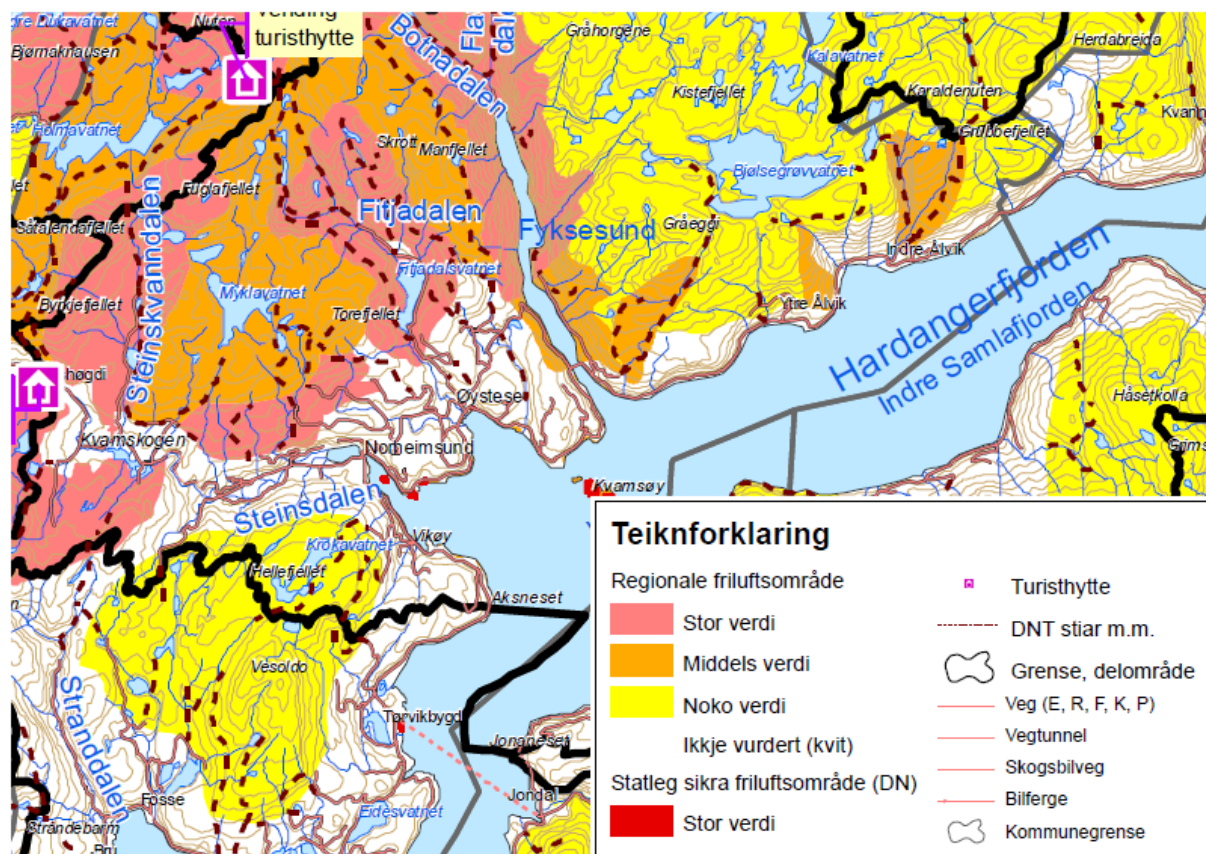 Vending
turisthytte
Nuten
Bjørnaknausen
Holmavatnet
Botnadalen
Gråhorgene
Kalavatnet
Herdabreida
Kistefjellet
Karaldenuten
Grubbefjellet
Skrott
Manfjellet
Bjølsegrøvvatnet
Fuglafjellet
Såtalendafjellet
Steinskvanndalen
Fitjadalen
Fyksesund
Gråeggi
Indre Ålvik
Fitjadalsvatnet
Myklavatnet
Byrkjefjellet
Torefjellet
Ytre Ålvik
Hardangerfjorden
Indre Samlafjorden
høgdi
Håsetkolla
Øystese
Kvamskogen
Norheimsund
Kvamsøy
Steinsdalen
Vikøy
Krokavatnet
Hellefjellet
Aksneset
Vesoldo
Stranddalen
Tørvikbygd
Jonaneset
Fosse
Jondal
Eidesvatnet
Strandebarm
Bru
Teiknforklaring
Regionale friluftsområde
Stor verdi
Middels verdi
Noko verdi
Ikkje vurdert (kvit)
Statleg sikra friluftsområde (DN)
Stor verdi
Turisthytte
DNT stiar m.m.
Grense, delområde
Veg (E, R, F, K, P)
Vegtunnel
Skogsbilveg
Bilferge
Kommunegrense